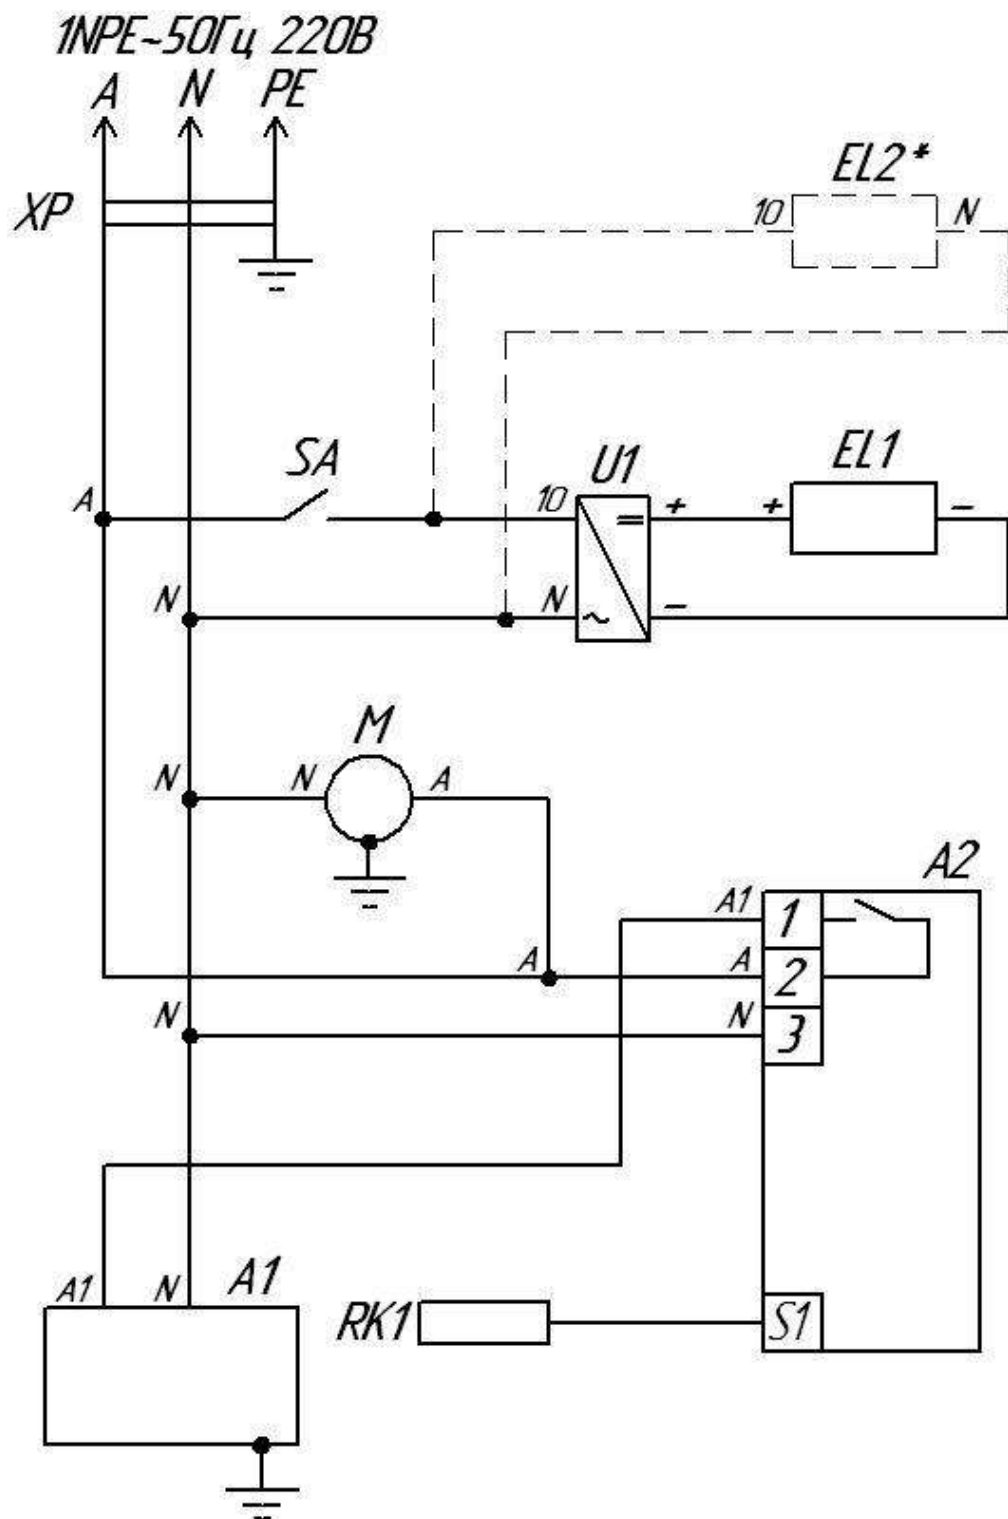 1NPE~50Гц 220В
A N PE
XP
EL2*
10 N
SA
U1
EL1
A
10
+ + -
N
N
~
=
-
M
N
N A
A2
A1 1
A
A 2
N
N 3
A1 N A1
RK1
S1